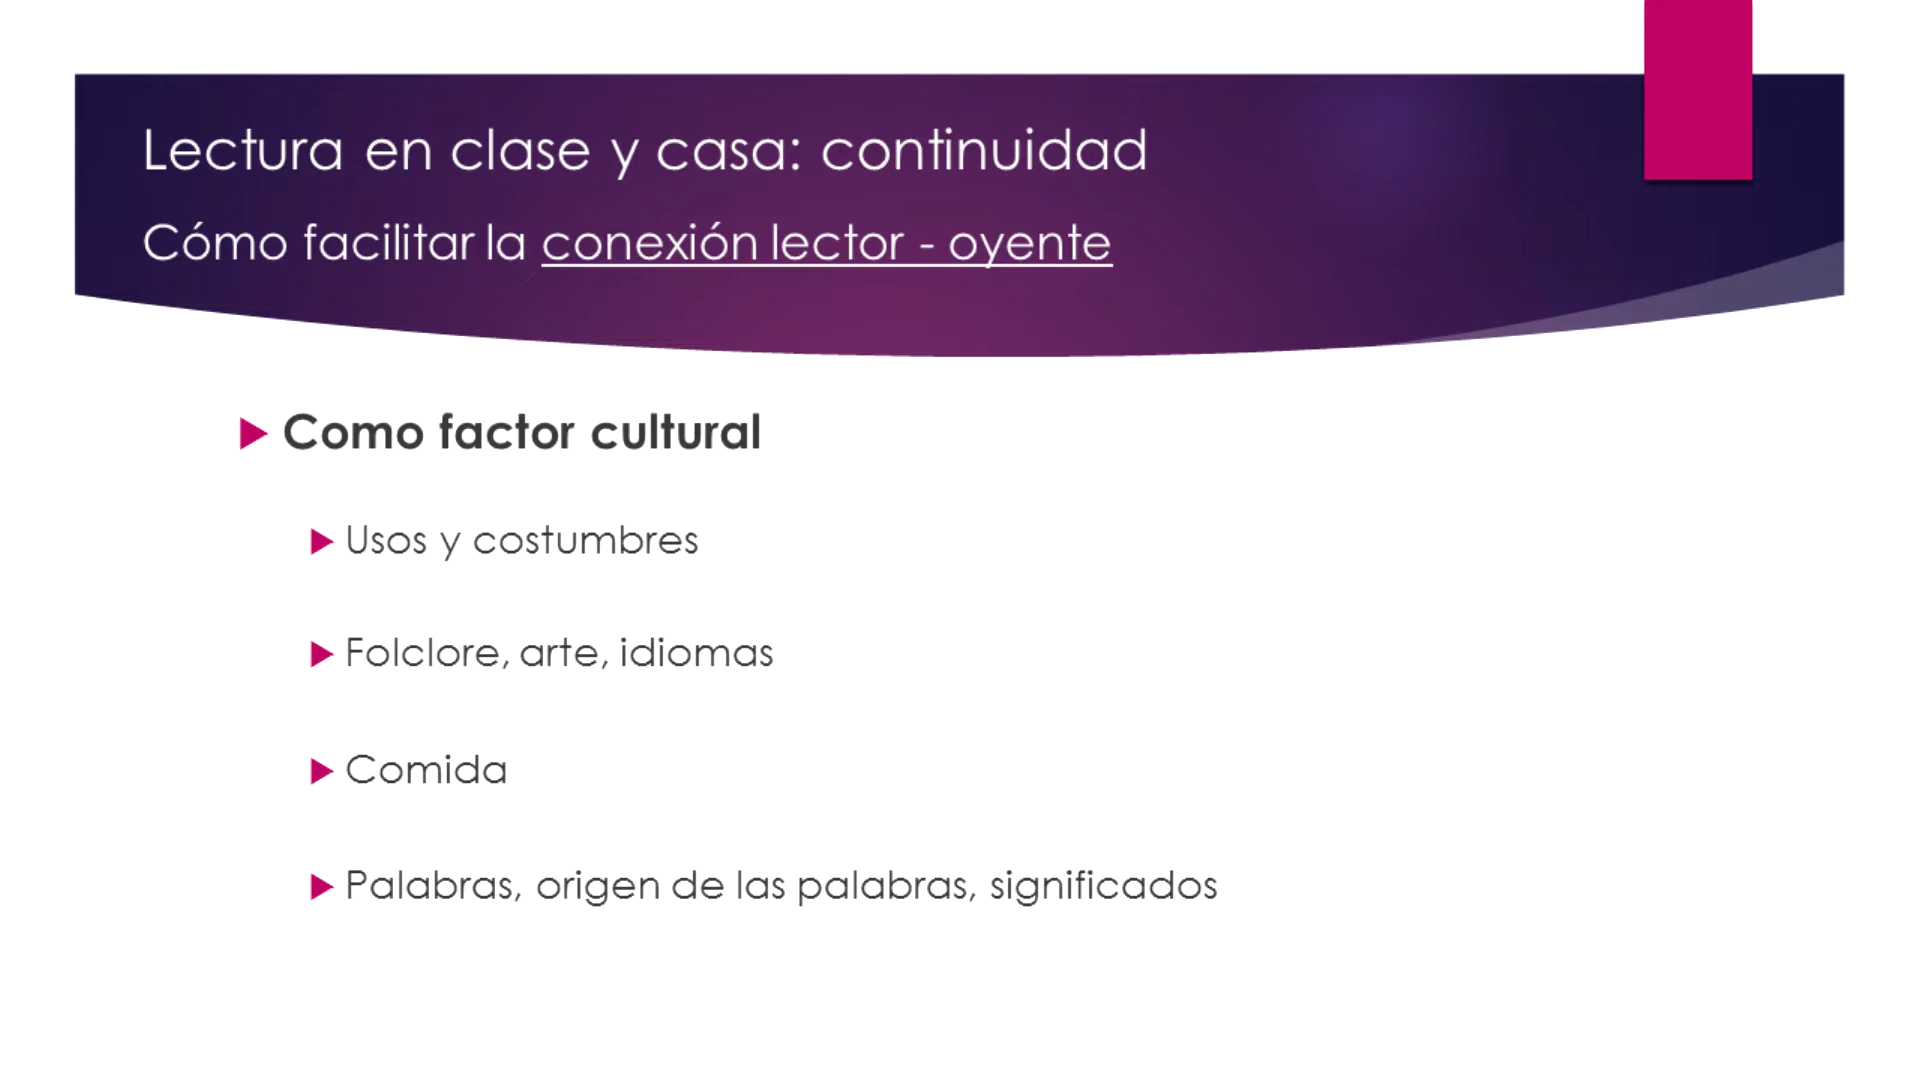 Lectura en clase y casa: continuidad
Cómo facilitar la conexión lector - oyente
Como factor cultural
Usos y costumbres
Folclore, arte, idiomas
Comida
Palabras, origen de las palabras, significados